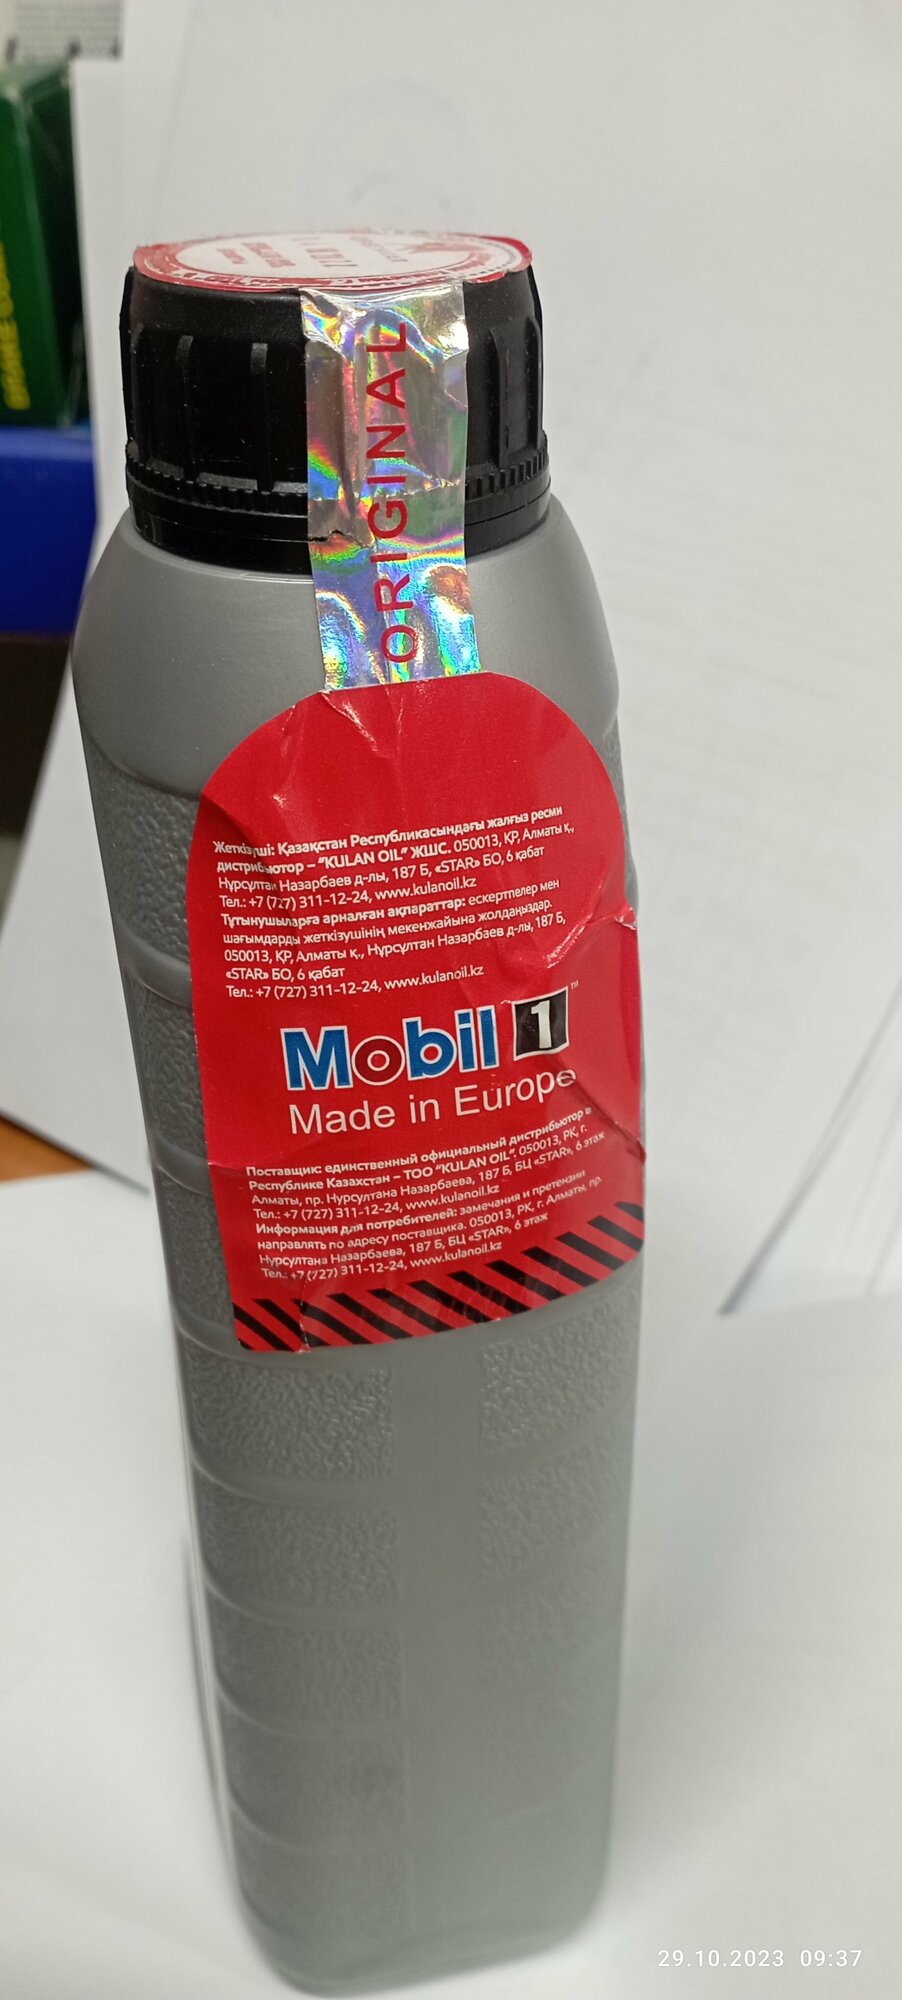 ORIGINAL
Жеткізуші: Қазақстан Республикасындағы жалғыз ресми
дистрибьютор – "KULAN OIL" ЖШС. 050013, ҚР, Алматы қ.,
Нұрсұлтан Назарбаев д-лы, 187 Б, «STAR» БО, 6 қабат
Тел.: +7 (727) 311-12-24, www.kulanoil.kz
Тұтынушыларға арналған ақпараттар: ескертпелер мен
шағымдарды жеткізушінің мекенжайына жолдаңыздар.
050013, ҚР, Алматы қ., Нұрсұлтан Назарбаев д-лы, 187 Б,
«STAR» БО, 6 қабат
Тел.: +7 (727) 311-12-24, www.kulanoil.kz
Mobil 1™
Made in Europe
Поставщик: единственный официальный дистрибьютор в
Республике Казахстан – ТОО "KULAN OIL". 050013, РК, г.
Алматы, пр. Нурсултана Назарбаева, 187 Б, БЦ «STAR», 6 этаж
Тел.: +7 (727) 311-12-24, www.kulanoil.kz
Информация для потребителей: замечания и претензии
направлять по адресу поставщика. 050013, РК, г. Алматы, пр.
Нурсултана Назарбаева, 187 Б, БЦ «STAR», 6 этаж
Тел.: +7 (727) 311-12-24, www.kulanoil.kz
29.10.2023 09:37